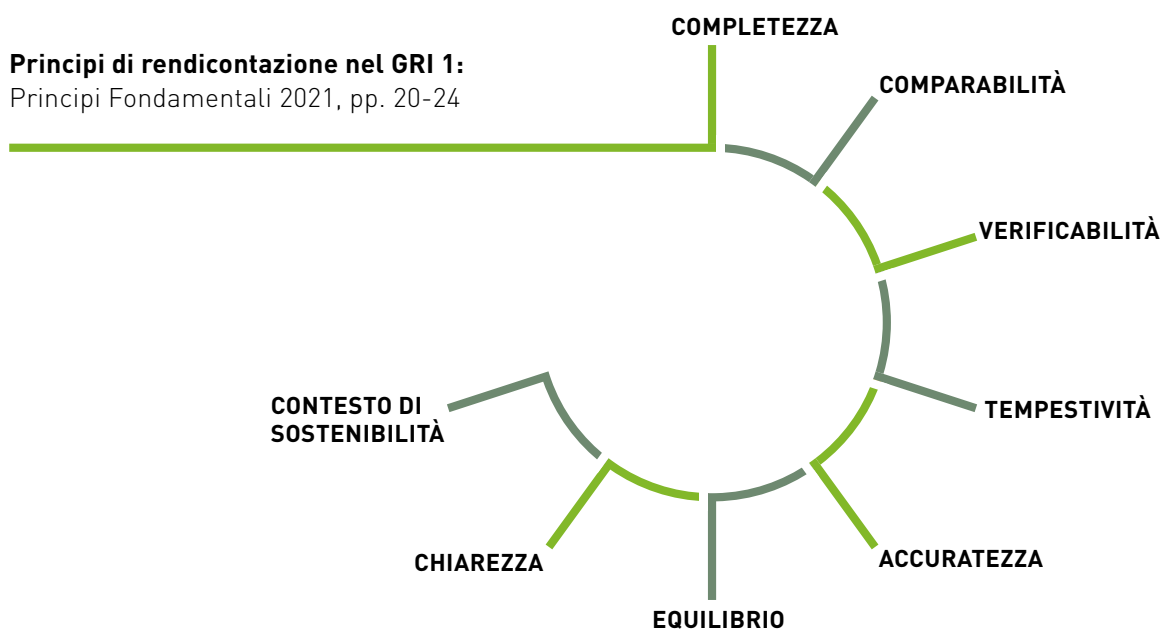 Principi di rendicontazione nel GRI 1:
Principi Fondamentali 2021, pp. 20-24
COMPLETEZZA
COMPARABILITÀ
VERIFICABILITÀ
TEMPESTIVITÀ
ACCURATEZZA
EQUILIBRIO
CHIAREZZA
CONTESTO DI
SOSTENIBILITÀ